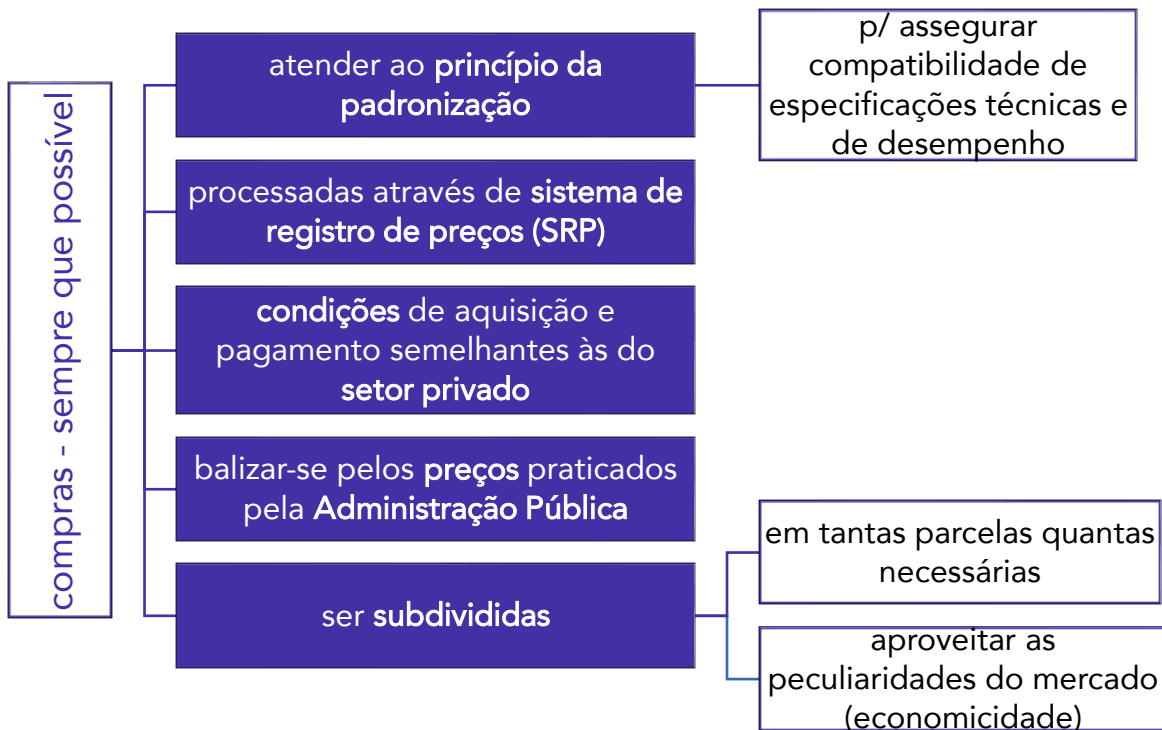 compras - sempre que possível
atender ao princípio da
padronização
p/ assegurar
compatibilidade de
especificações técnicas e
de desempenho
processadas através de sistema de
registro de preços (SRP)
condições de aquisição e
pagamento semelhantes às do
setor privado
balizar-se pelos preços praticados
pela Administração Pública
ser subdivididas
em tantas parcelas quantas
necessárias
aproveitar as
peculiaridades do mercado
(economicidade)